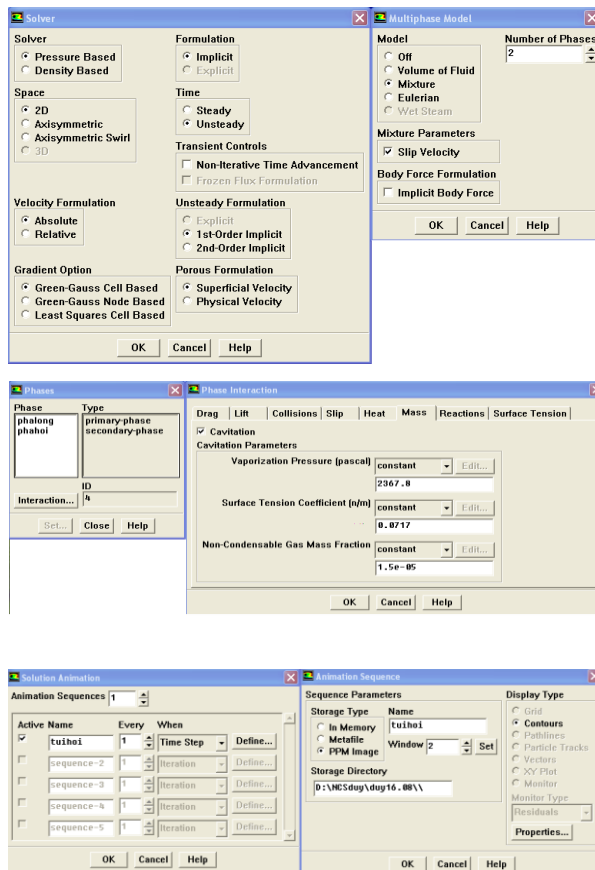 Solver
Solver
Pressure Based
Density Based
Formulation
Implicit
Explicit
Space
2D
Axisymmetric
Axisymmetric Swirl
3D
Time
Steady
Unsteady
Transient Controls
Non-Iterative Time Advancement
Frozen Flux Formulation
Velocity Formulation
Absolute
Relative
Unsteady Formulation
Explicit
1st-Order Implicit
2nd-Order Implicit
Gradient Option
Green-Gauss Cell Based
Green-Gauss Node Based
Least Squares Cell Based
Porous Formulation
Superficial Velocity
Physical Velocity
OK Cancel Help
Multiphase Model
Model
Off
Volume of Fluid
Mixture
Eulerian
Wet Steam
Number of Phases
2
Mixture Parameters
Slip Velocity
Body Force Formulation
Implicit Body Force
OK Cancel Help
Phases
Phase Type
phalong primary-phase
phahoi secondary-phase
ID
Interaction... 4
Set... Close Help
Phase Interaction
Drag Lift Collisions Slip Heat Mass Reactions Surface Tension
Cavitation
Cavitation Parameters
Vaporization Pressure (pascal) constant Edit...
2367.8
Surface Tension Coefficient (n/m) constant Edit...
0.0717
Non-Condensable Gas Mass Fraction constant Edit...
1.5e-05
OK Cancel Help
Solution Animation
Animation Sequences 1
Active Name Every When
tuihoi 1 Time Step Define...
sequence-2 1 Iteration Define...
sequence-3 1 Iteration Define...
sequence-4 1 Iteration Define...
sequence-5 1 Iteration Define...
OK Cancel Help
Animation Sequence
Sequence Parameters
Storage Type
In Memory
Metafile
PPM Image
Name
tuihoi
Window 2 Set
Storage Directory
D:\HCSduy\duy16.08\\
Display Type
Grid
Contours
Pathlines
Particle Tracks
Vectors
XY Plot
Monitor
Monitor Type
Residuals
Properties...
OK Cancel Help